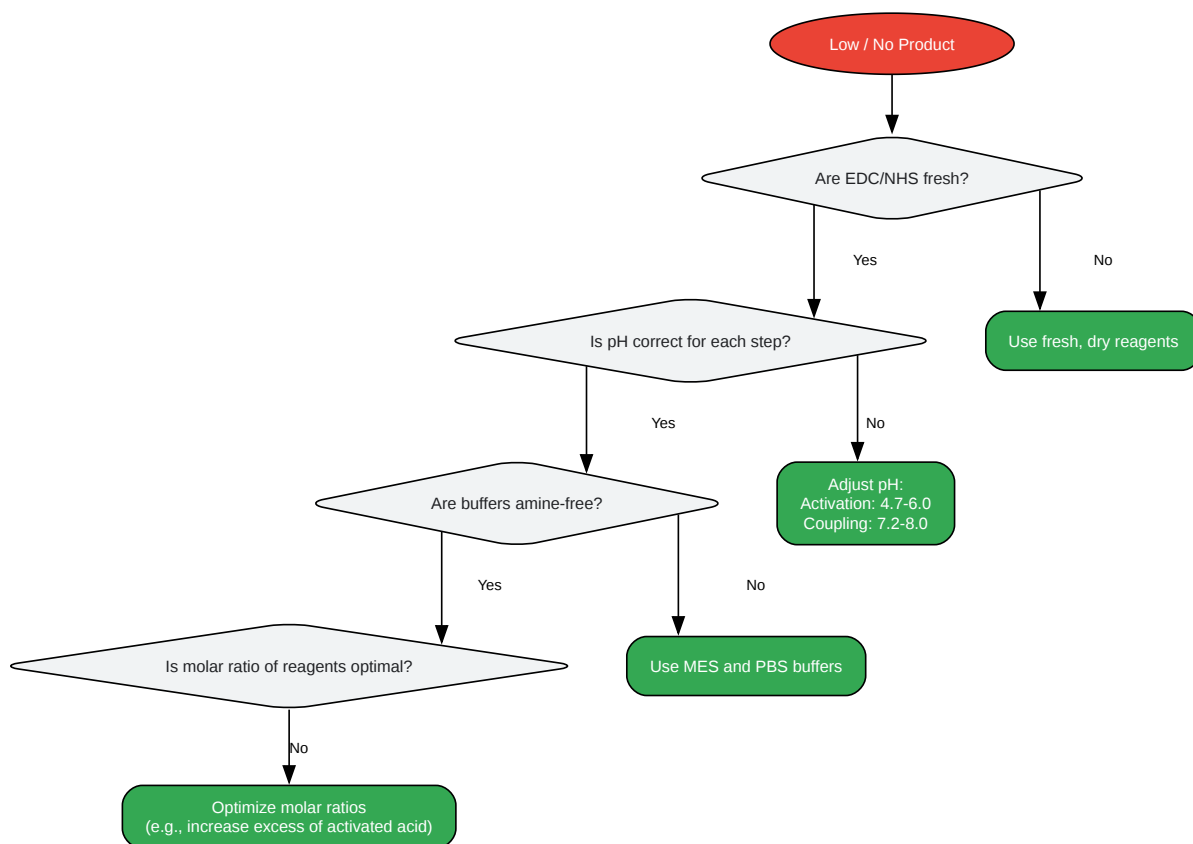 Low / No Product
Are EDC/NHS fresh?
Yes
No
Is pH correct for each step?
Use fresh, dry reagents
Yes
No
Are buffers amine-free?
Adjust pH:
Activation: 4.7-6.0
Coupling: 7.2-8.0
Yes
No
Is molar ratio of reagents optimal?
Use MES and PBS buffers
No
Optimize molar ratios
(e.g., increase excess of activated acid)